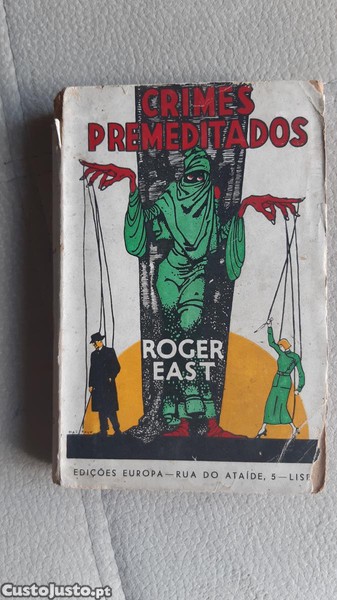 CRIMES
PREMEDITADOS
ROGER
EAST
EDIÇÕES EUROPA—RUA DO ATAÍDE, 5—LISB
CustoJusto.pt